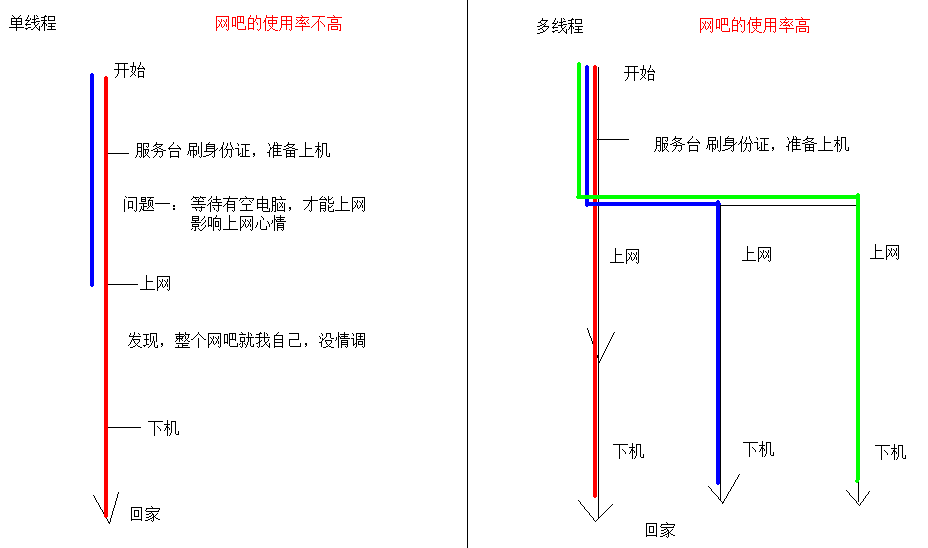 单线程
网吧的使用率不高
开始
服务台 刷身份证，准备上机
问题一： 等待有空电脑，才能上网
影响上网心情
上网
发现，整个网吧就我自己，没情调
下机
回家
多线程
网吧的使用率高
开始
服务台 刷身份证，准备上机
上网
上网
上网
下机
下机
下机
回家